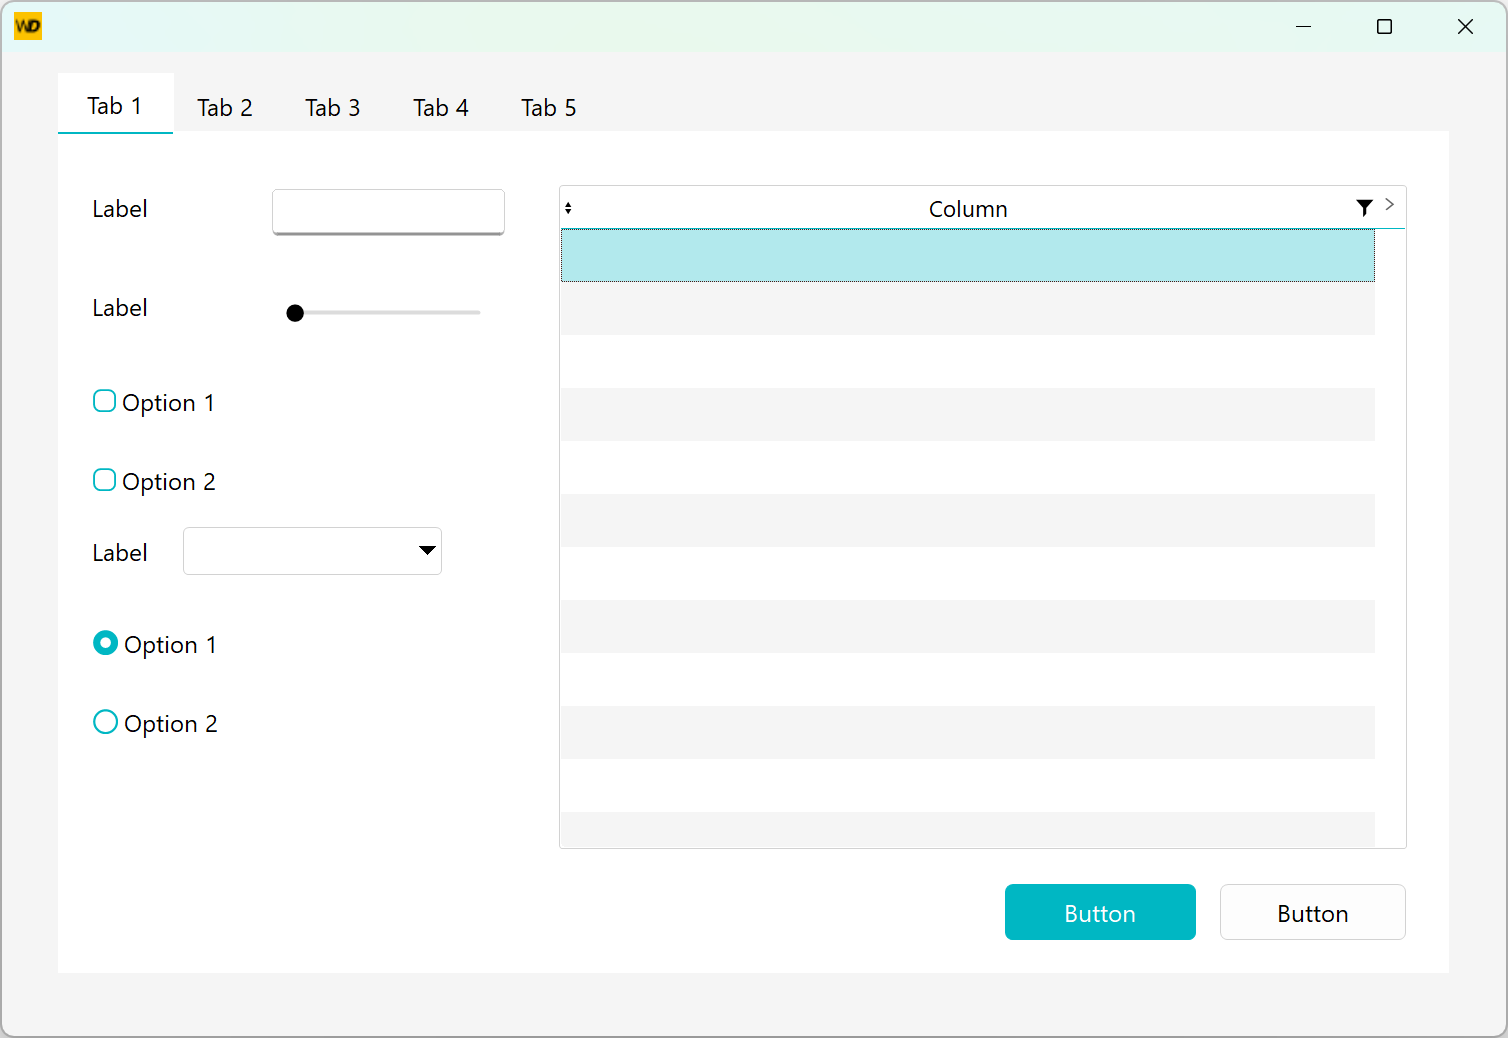 WD
Tab 1 Tab 2 Tab 3 Tab 4 Tab 5
Label
Column
Label
Option 1
Option 2
Label
Option 1
Option 2
Button Button